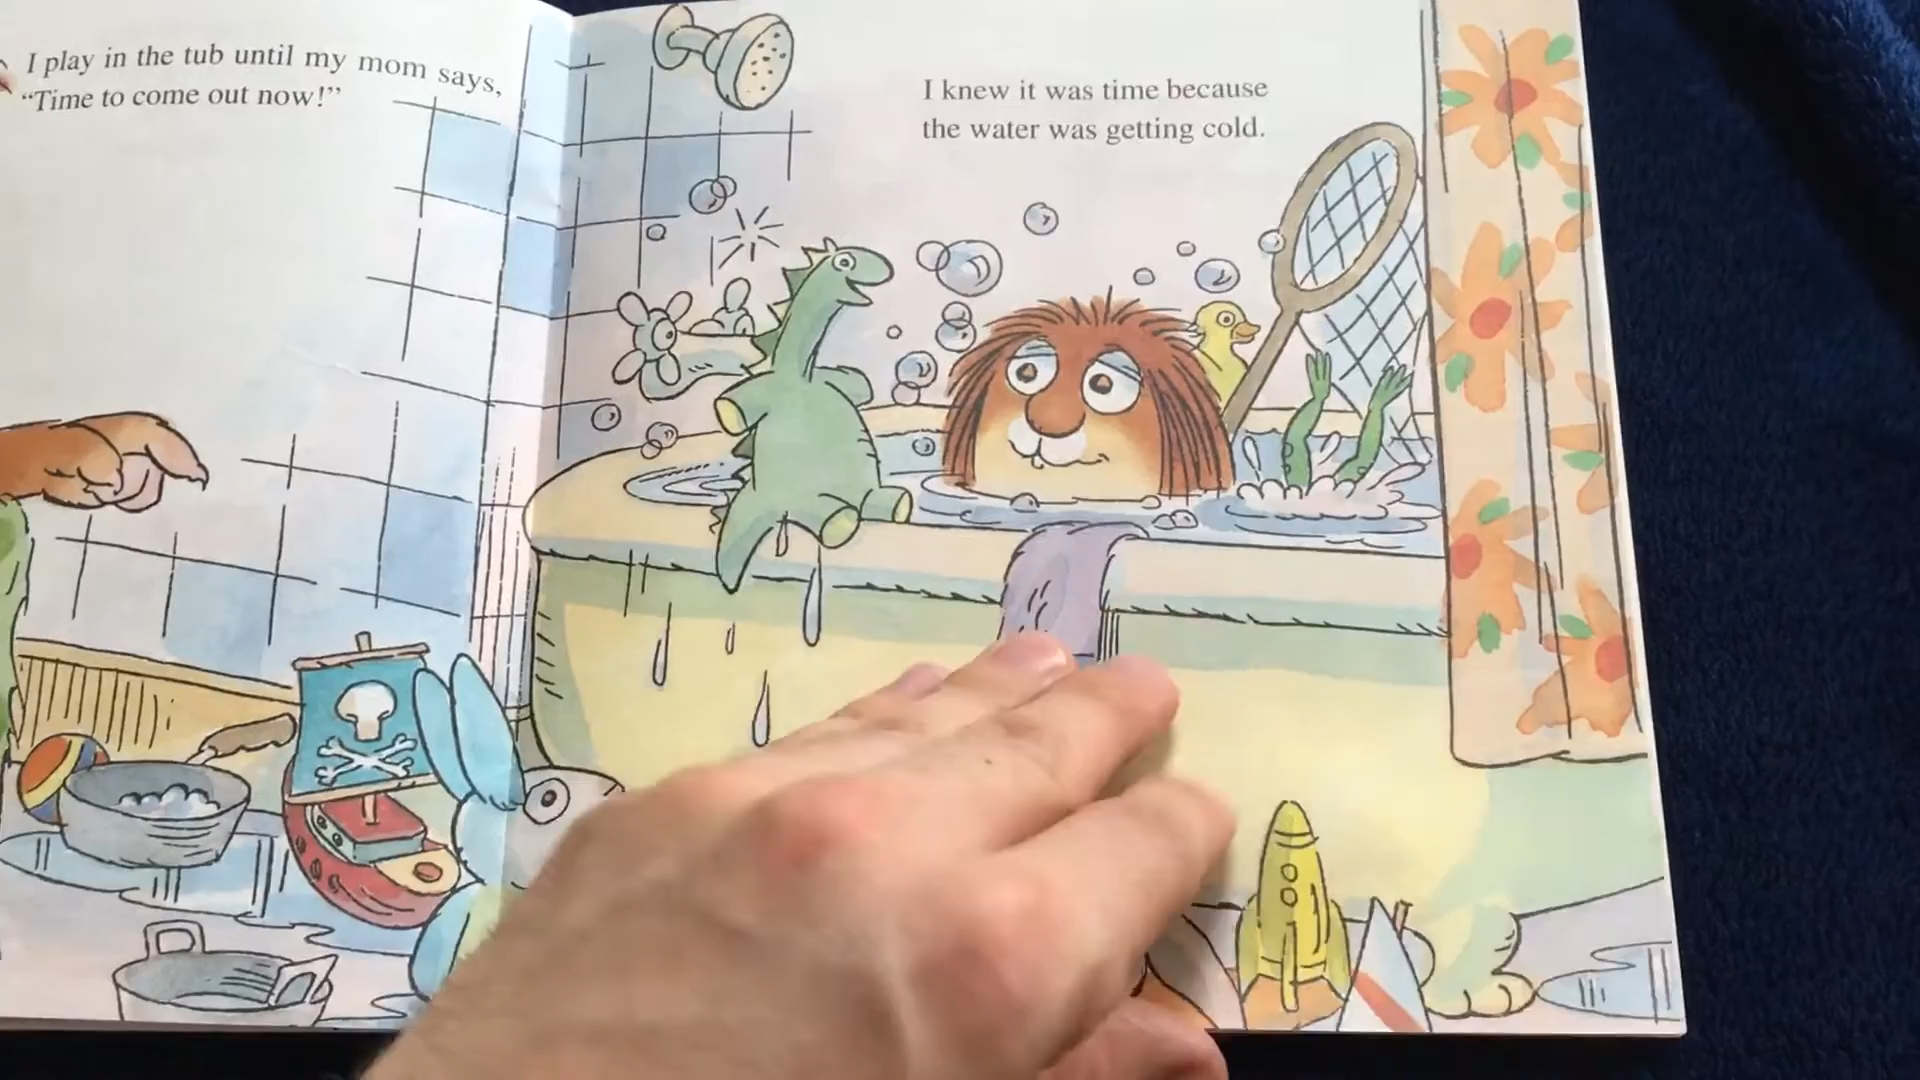 I play in the tub until my mom says,
“Time to come out now!”
I knew it was time because
the water was getting cold.